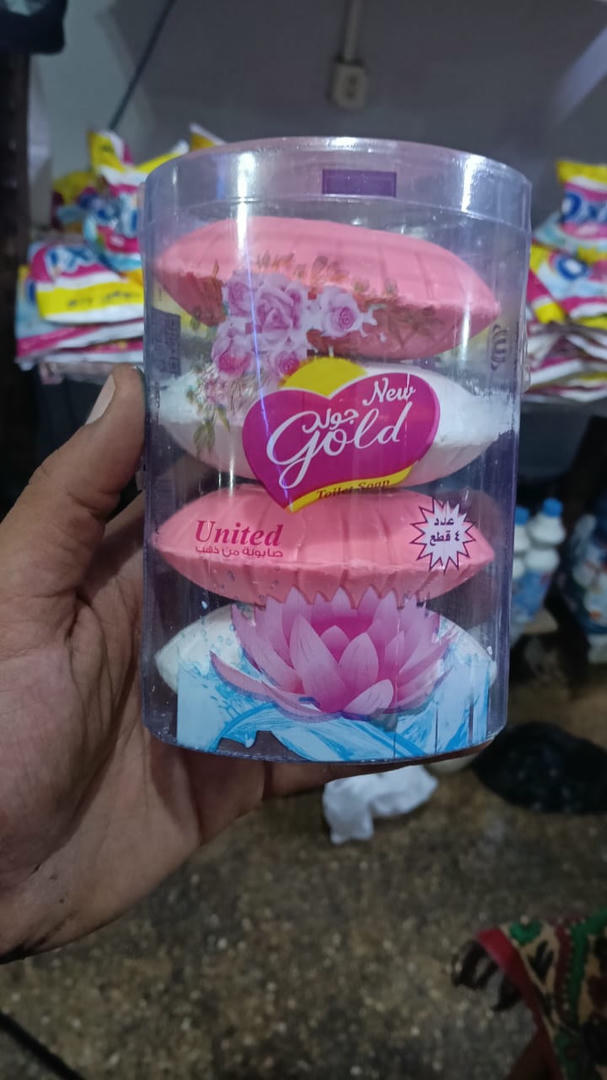 New
جولد
Gold
Toilet Soap
United
صابونة من ذهب
عدد
٤ قطع